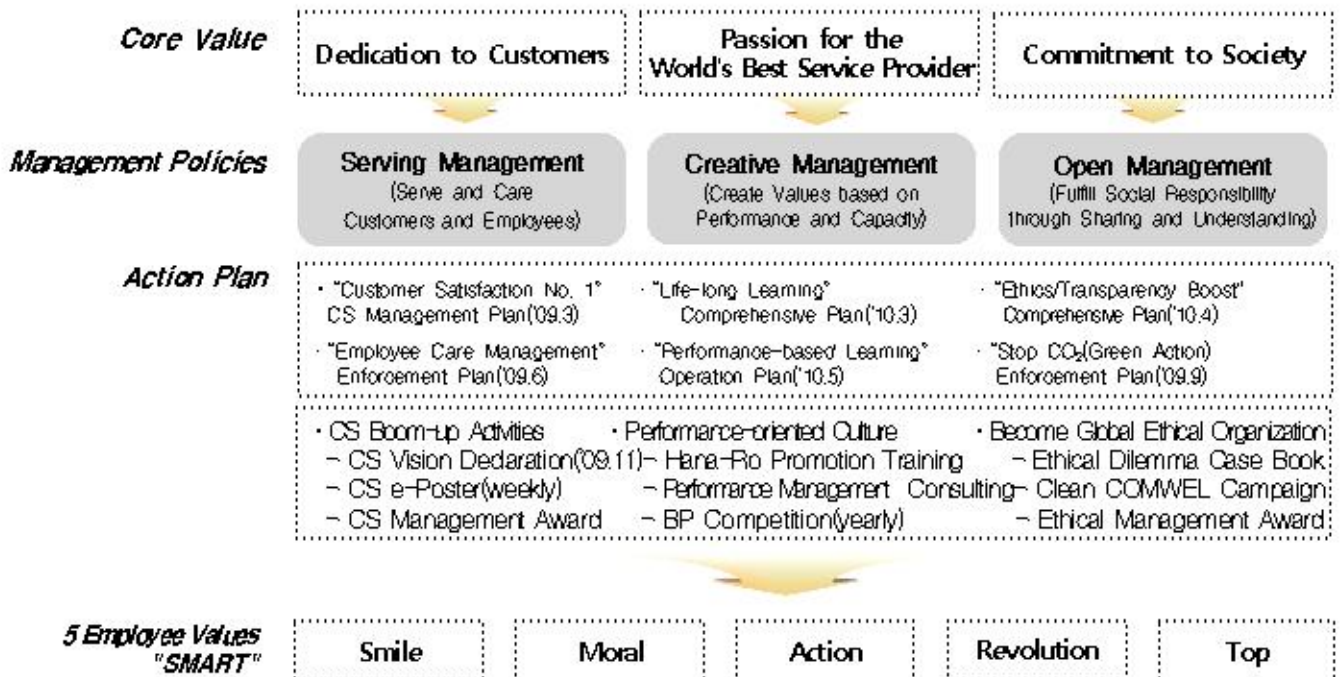 Core Value
Dedication to Customers
Passion for the
World's Best Service Provider
Commitment to Society
Management Policies
Serving Management
(Serve and Care
Customers and Employees)
Creative Management
(Create Values based on
Performance and Capacity)
Open Management
(Fulfill Social Responsibility
through Sharing and Understanding)
Action Plan
· "Customer Satisfaction No. 1"
CS Management Plan('09.3)
· "Employee Care Management"
Enforcement Plan('09.6)
· "Life-long Learning"
Comprehensive Plan('10.3)
· "Performance-based Learning"
Operation Plan('10.5)
· "Ethics/Transparency Boost"
Comprehensive Plan('10.4)
· "Stop CO₂(Green Action)
Enforcement Plan('09.9)
· CS Boom-up Activities
- CS Vision Declaration('09.11)
- CS e-Poster(weekly)
- CS Management Award
· Performance-oriented Culture
- Hana-Ro Promotion Training
- Performance Management Consulting
- BP Competition(yearly)
· Become Global Ethical Organization
- Ethical Dilemma Case Book
- Clean COMWEL Campaign
- Ethical Management Award
5 Employee Values
"SMART"
Smile
Moral
Action
Revolution
Top